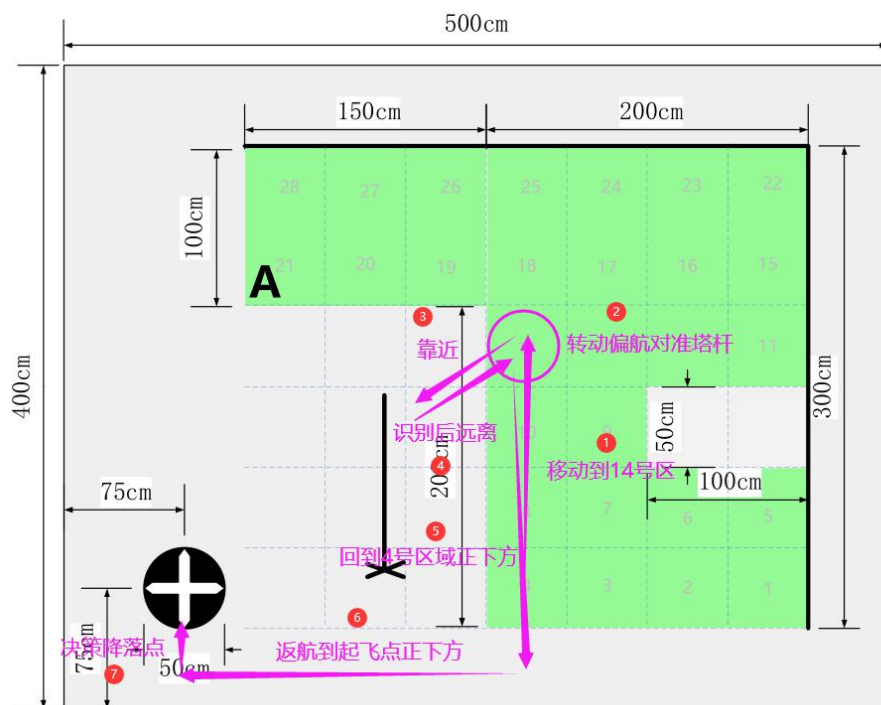 500cm
150cm
200cm
28
27
26
25
24
23
22
100cm
21
20
19
18
17
16
15
A
3
2
靠近
转动偏航对准塔杆
11
400cm
300cm
识别后远离
10
9
1
50cm
4
200cm
移动到14号区
75cm
100cm
5
7
6
5
回到4号区域正下方
3
2
1
6
决策降落点
返航到起飞点正下方
75cm
50cm
7